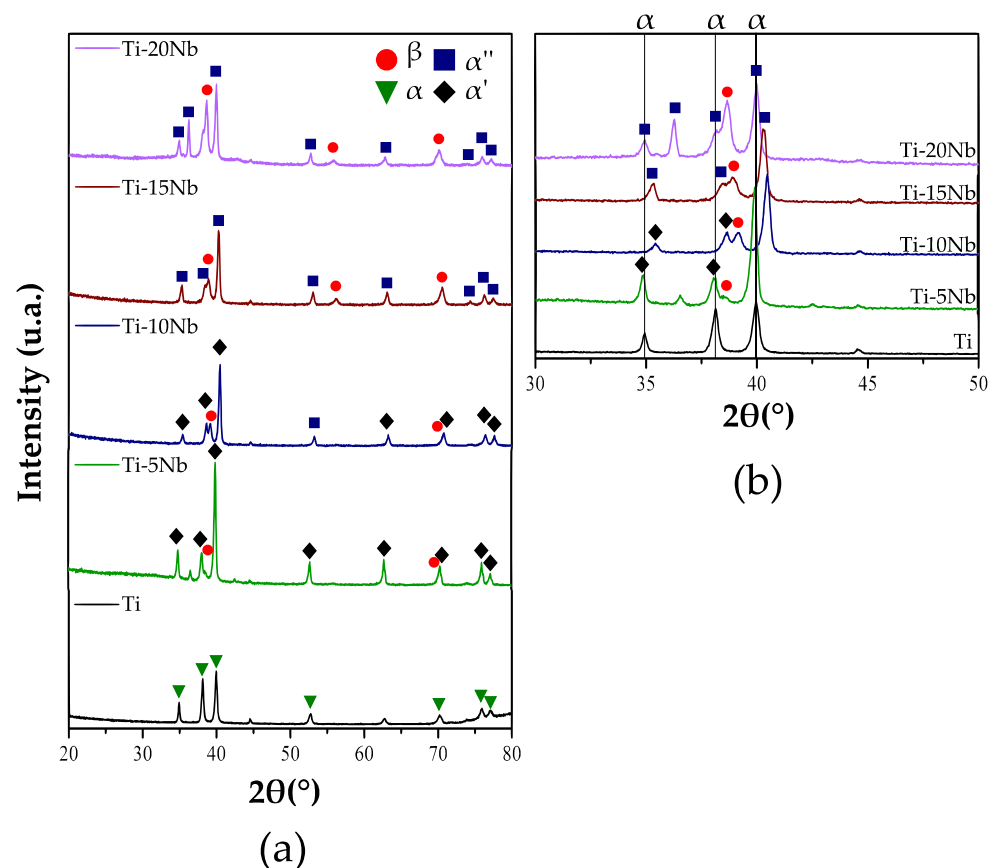 Ti-20Nb
β α''
α α'
Ti-15Nb
Ti-10Nb
Ti-5Nb
Ti
Intensity (u.a.)
20 30 40 50 60 70 80
2θ(°)
(a)
α α α
Ti-20Nb
Ti-15Nb
Ti-10Nb
Ti-5Nb
Ti
30 35 40 45 50
2θ(°)
(b)